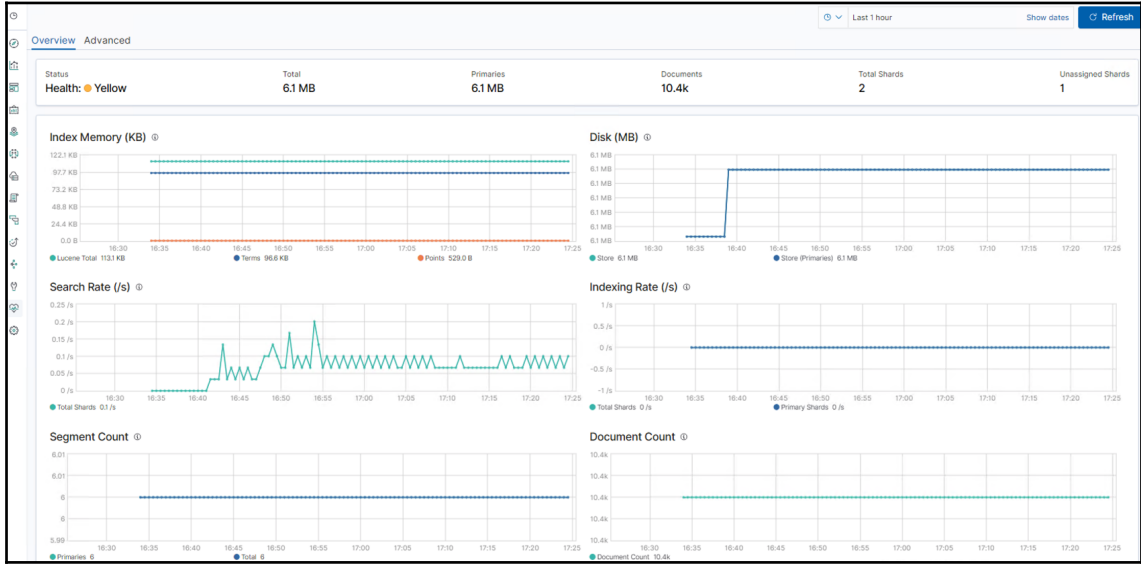 Last 1 hour Show dates Refresh
Overview Advanced
Status Total Primaries Documents Total Shards Unassigned Shards
Health: Yellow 6.1 MB 6.1 MB 10.4k 2 1
Index Memory (KB)
122.1 KB
97.7 KB
73.2 KB
48.8 KB
24.4 KB
0.0 B
16:30 16:35 16:40 16:45 16:50 16:55 17:00 17:05 17:10 17:15 17:20 17:25
Lucene Total 113.1 KB Terms 96.6 KB Points 529.0 B
Disk (MB)
6.1 MB
6.1 MB
6.1 MB
6.1 MB
6.1 MB
6.1 MB
6.1 MB
16:30 16:35 16:40 16:45 16:50 16:55 17:00 17:05 17:10 17:15 17:20 17:25
Store 6.1 MB Store (Primaries) 6.1 MB
Search Rate (/s)
0.25 /s
0.2 /s
0.15 /s
0.1 /s
0.05 /s
0 /s
16:30 16:35 16:40 16:45 16:50 16:55 17:00 17:05 17:10 17:15 17:20 17:25
Total Shards 0.1 /s
Indexing Rate (/s)
1 /s
0.5 /s
0 /s
-0.5 /s
-1 /s
16:30 16:35 16:40 16:45 16:50 16:55 17:00 17:05 17:10 17:15 17:20 17:25
Total Shards 0 /s Primary Shards 0 /s
Segment Count
6.01
6.01
6
6
5.99
16:30 16:35 16:40 16:45 16:50 16:55 17:00 17:05 17:10 17:15 17:20 17:25
Primaries 6 Total 6
Document Count
10.4k
10.4k
10.4k
10.4k
10.4k
16:30 16:35 16:40 16:45 16:50 16:55 17:00 17:05 17:10 17:15 17:20 17:25
Document Count 10.4k